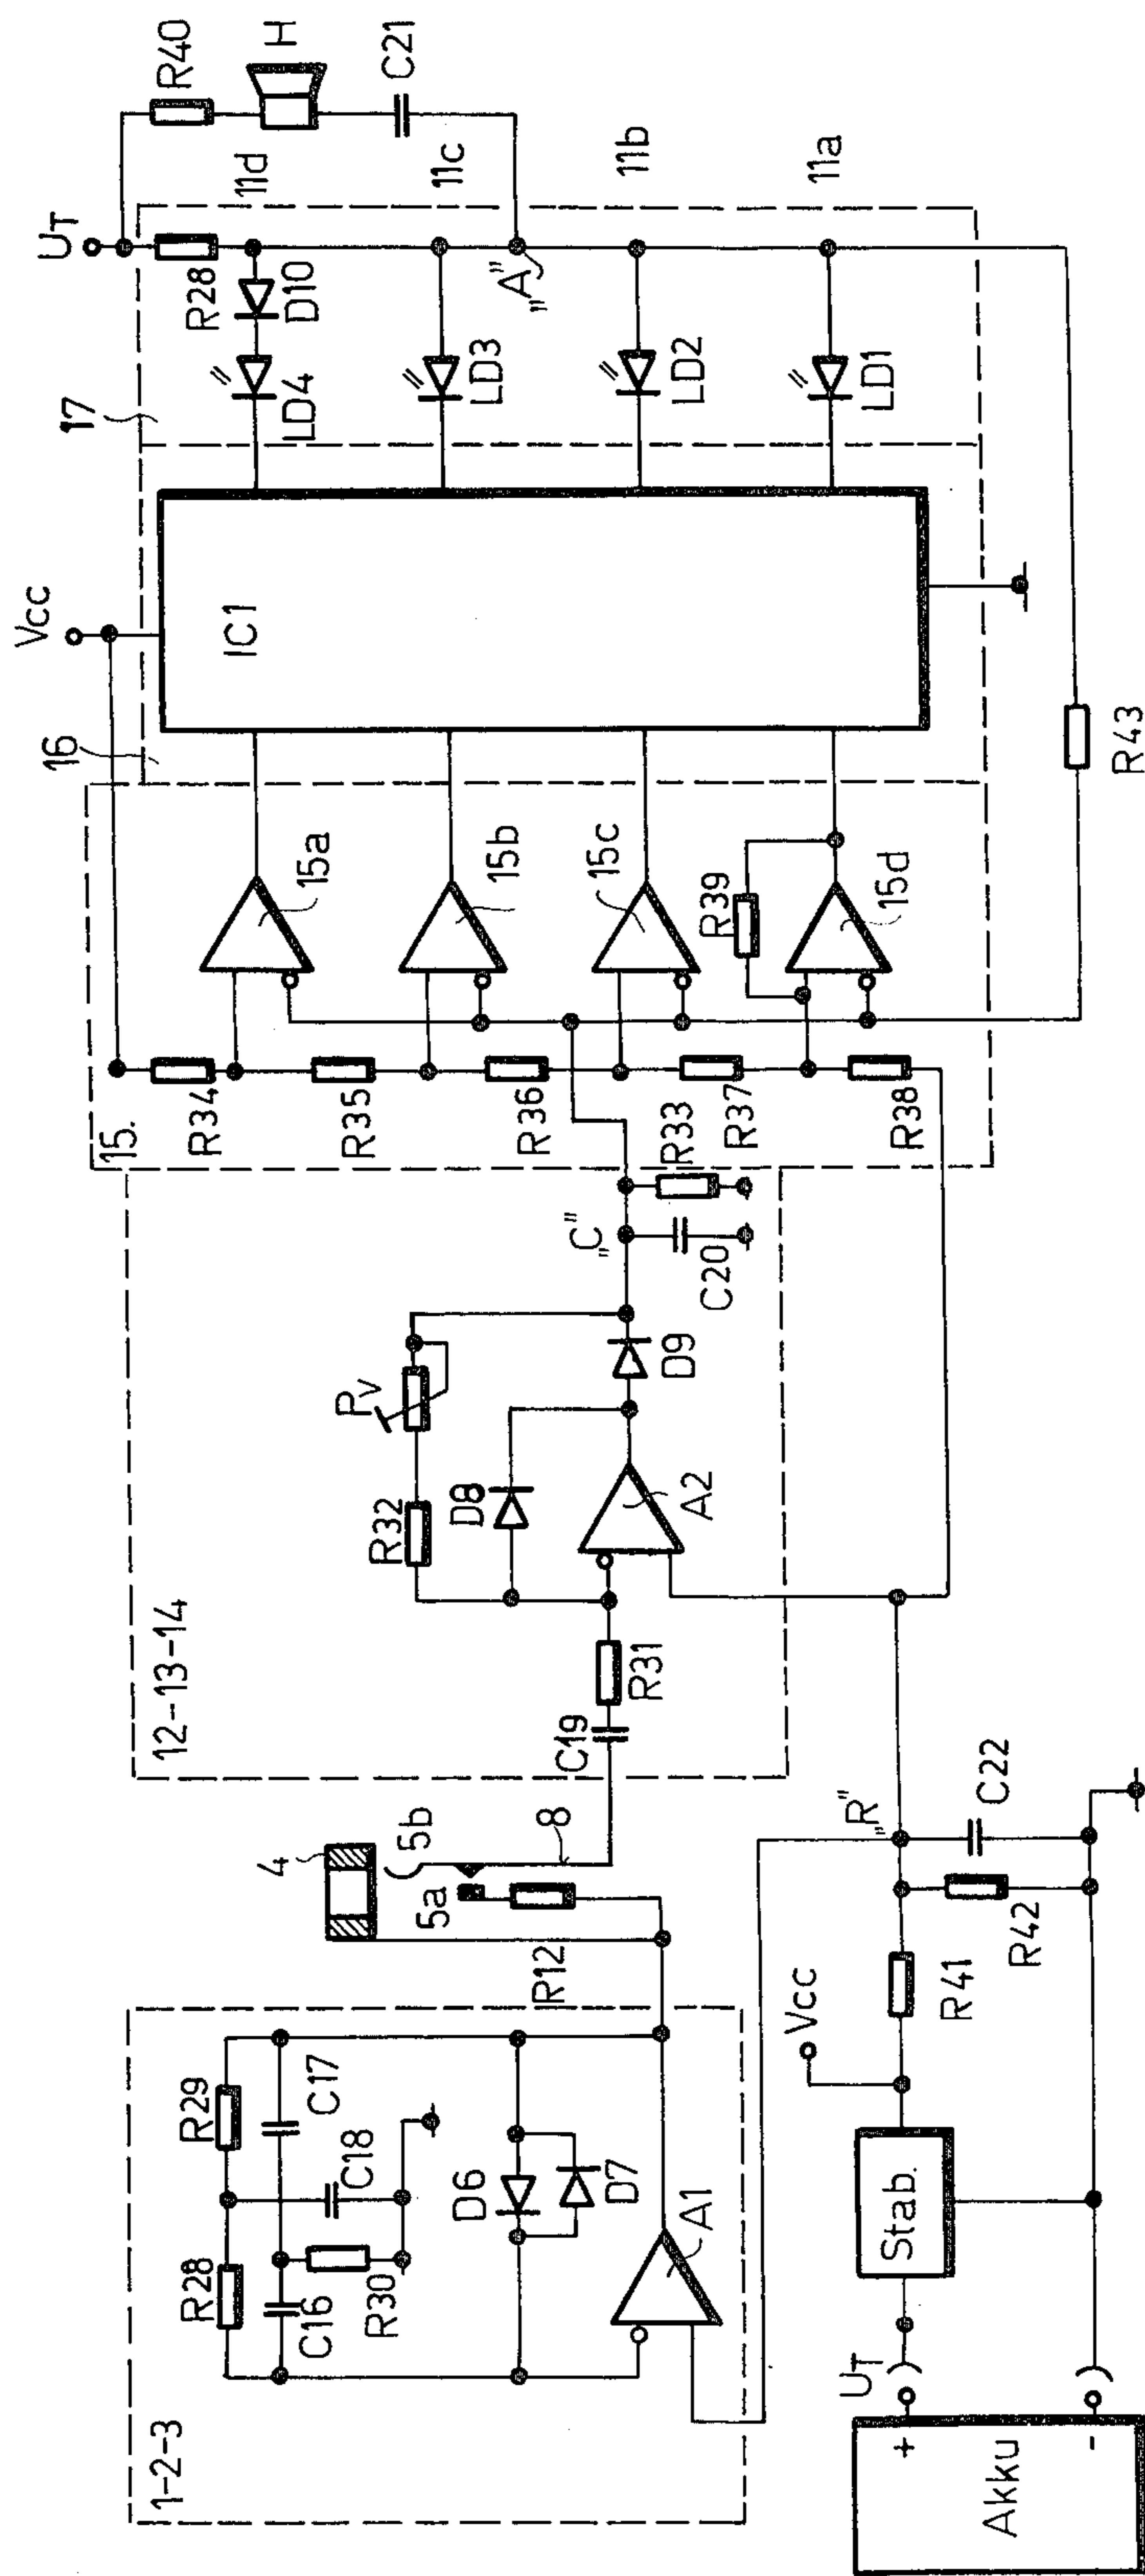 1-2-3
R28
R29
C16
C17
C18
R30
D6
D7
A1
R12
4
5a
5b
8
12-13-14
C19
R31
R32
PV
D8
D9
A2
„C"
C20
R33
15.
R34
R35
R36
R37
R38
15a
15b
15c
15d
R39
16
Vcc
IC1
17
UT
R28
D10
LD4
LD3
LD2
LD1
„A"
11d
11c
11b
11a
R40
H
C21
R43
Akku
+
-
UT
Stab.
Vcc
R41
R42
„R"
C22